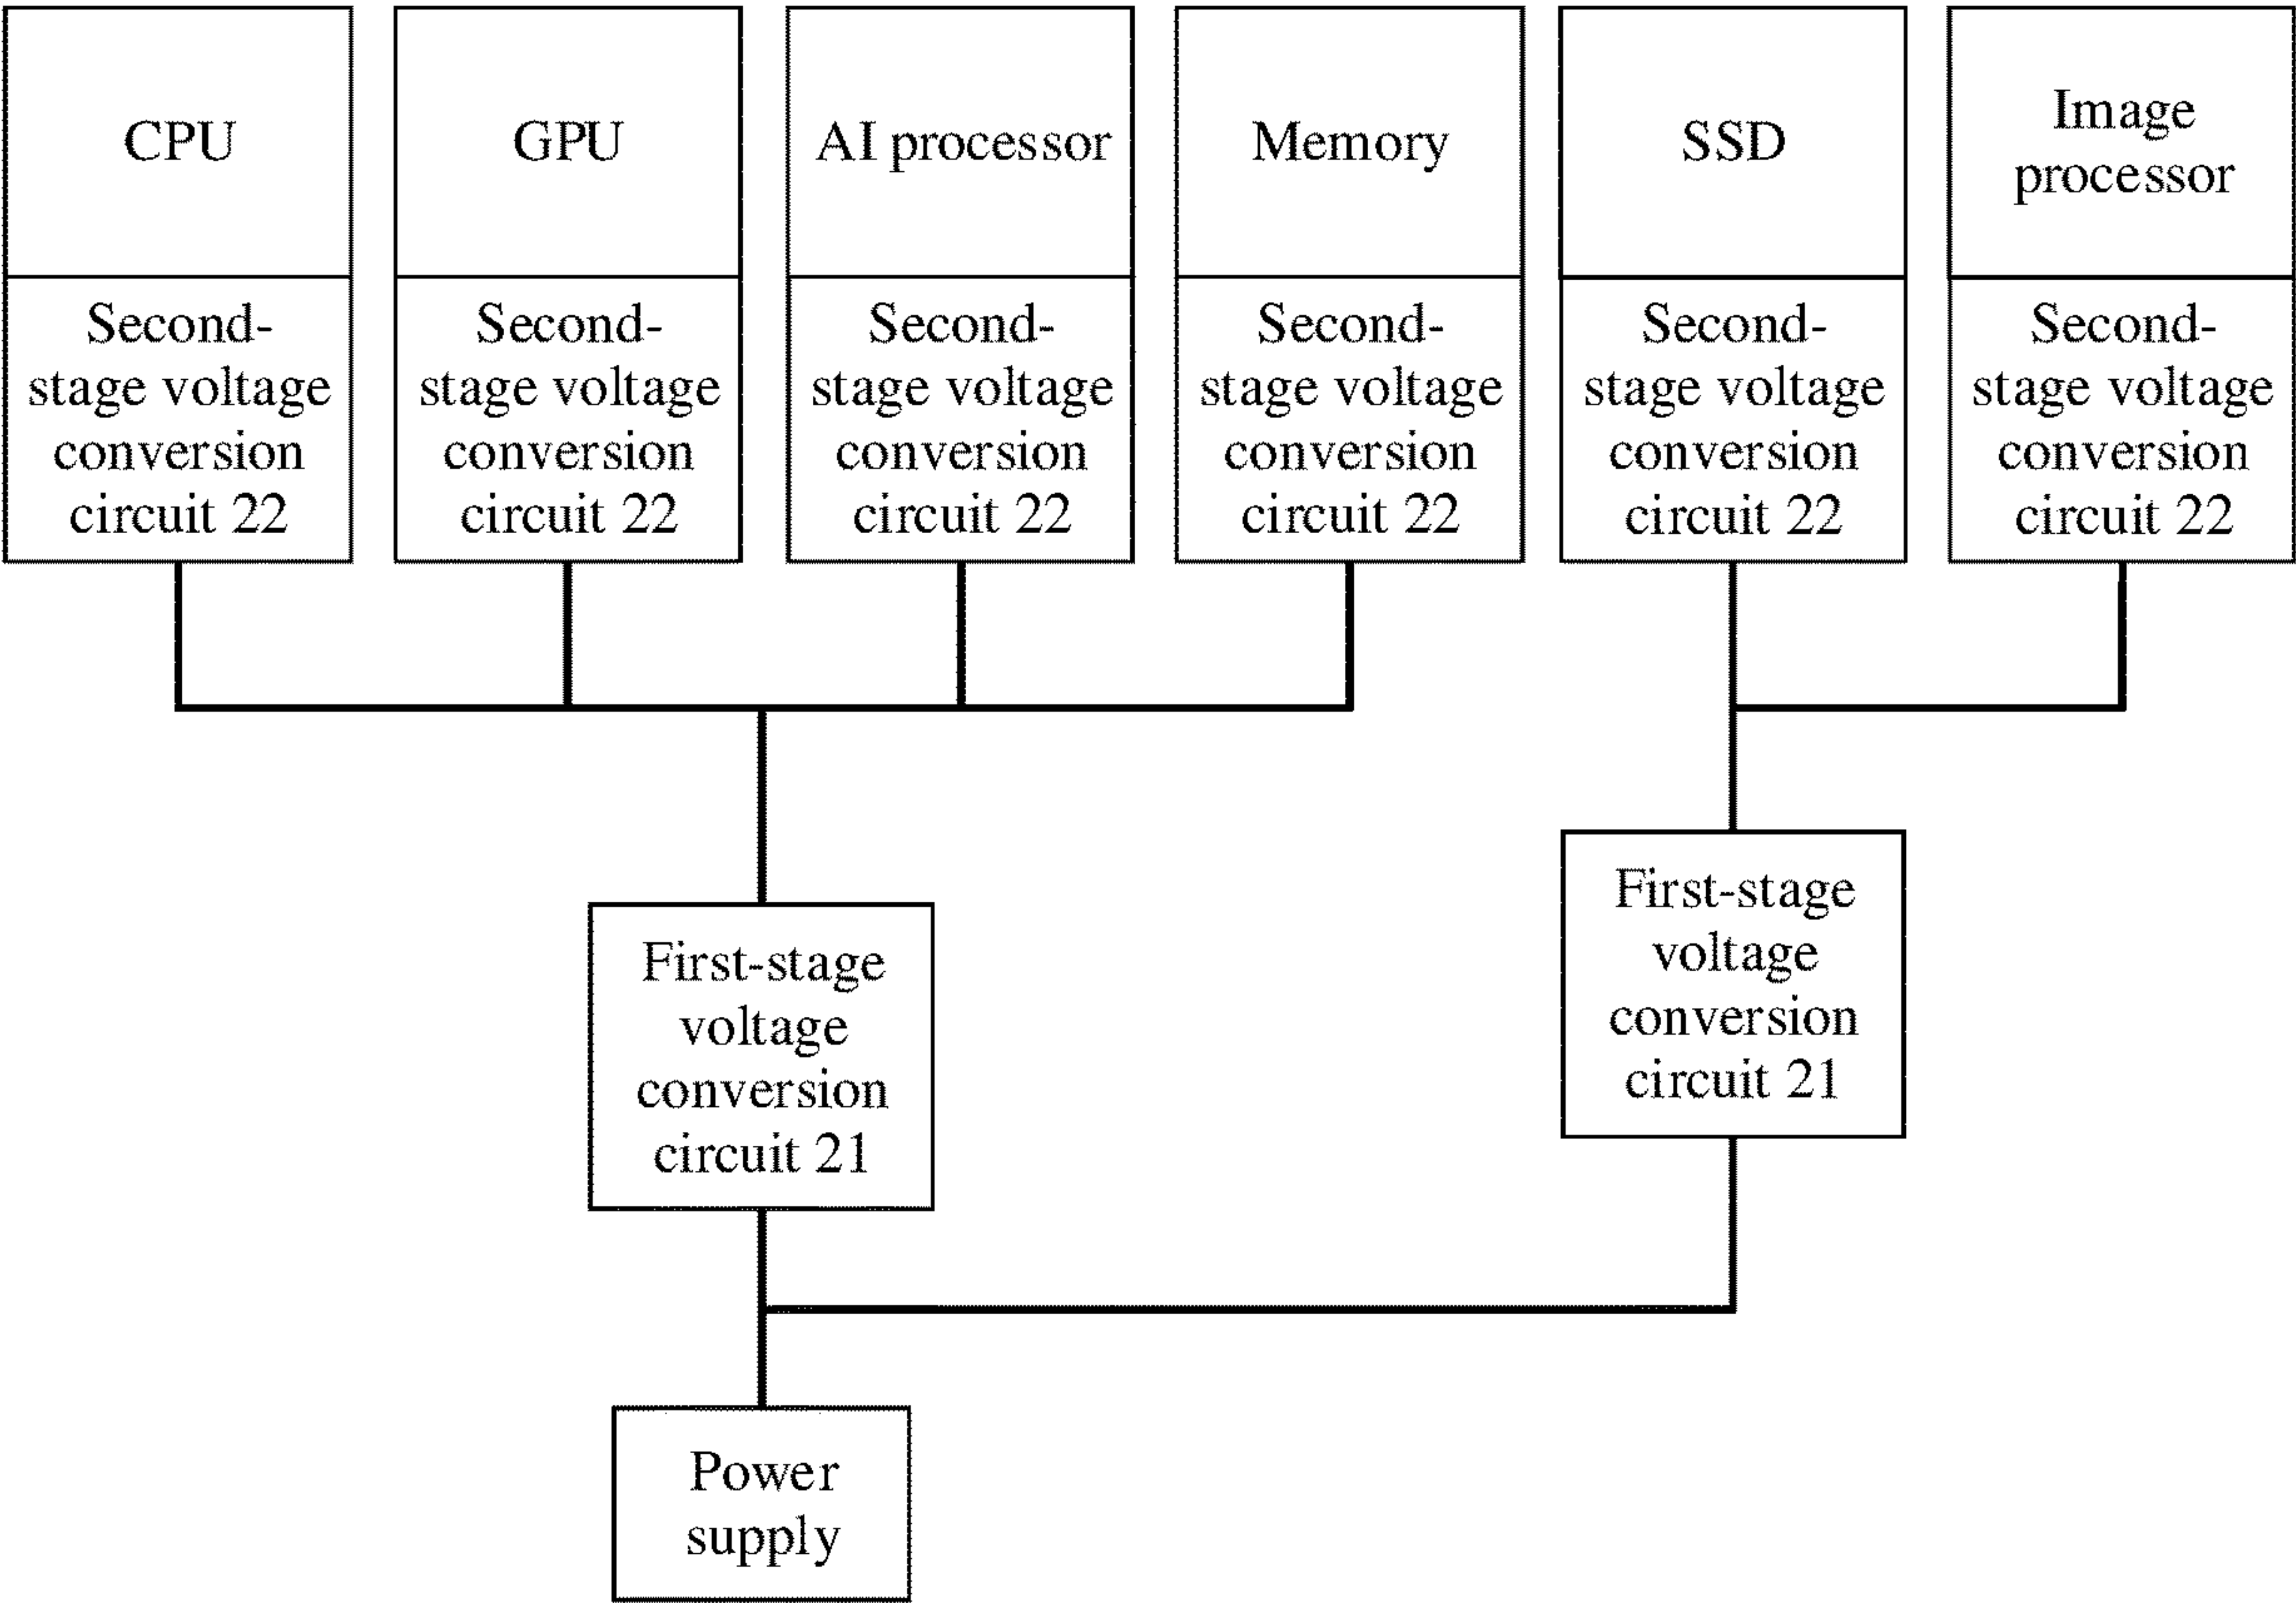 CPU
GPU
AI processor
Memory
SSD
Image
processor
Second-
stage voltage
conversion
circuit 22
Second-
stage voltage
conversion
circuit 22
Second-
stage voltage
conversion
circuit 22
Second-
stage voltage
conversion
circuit 22
Second-
stage voltage
conversion
circuit 22
Second-
stage voltage
conversion
circuit 22
First-stage
voltage
conversion
circuit 21
First-stage
voltage
conversion
circuit 21
Power
supply